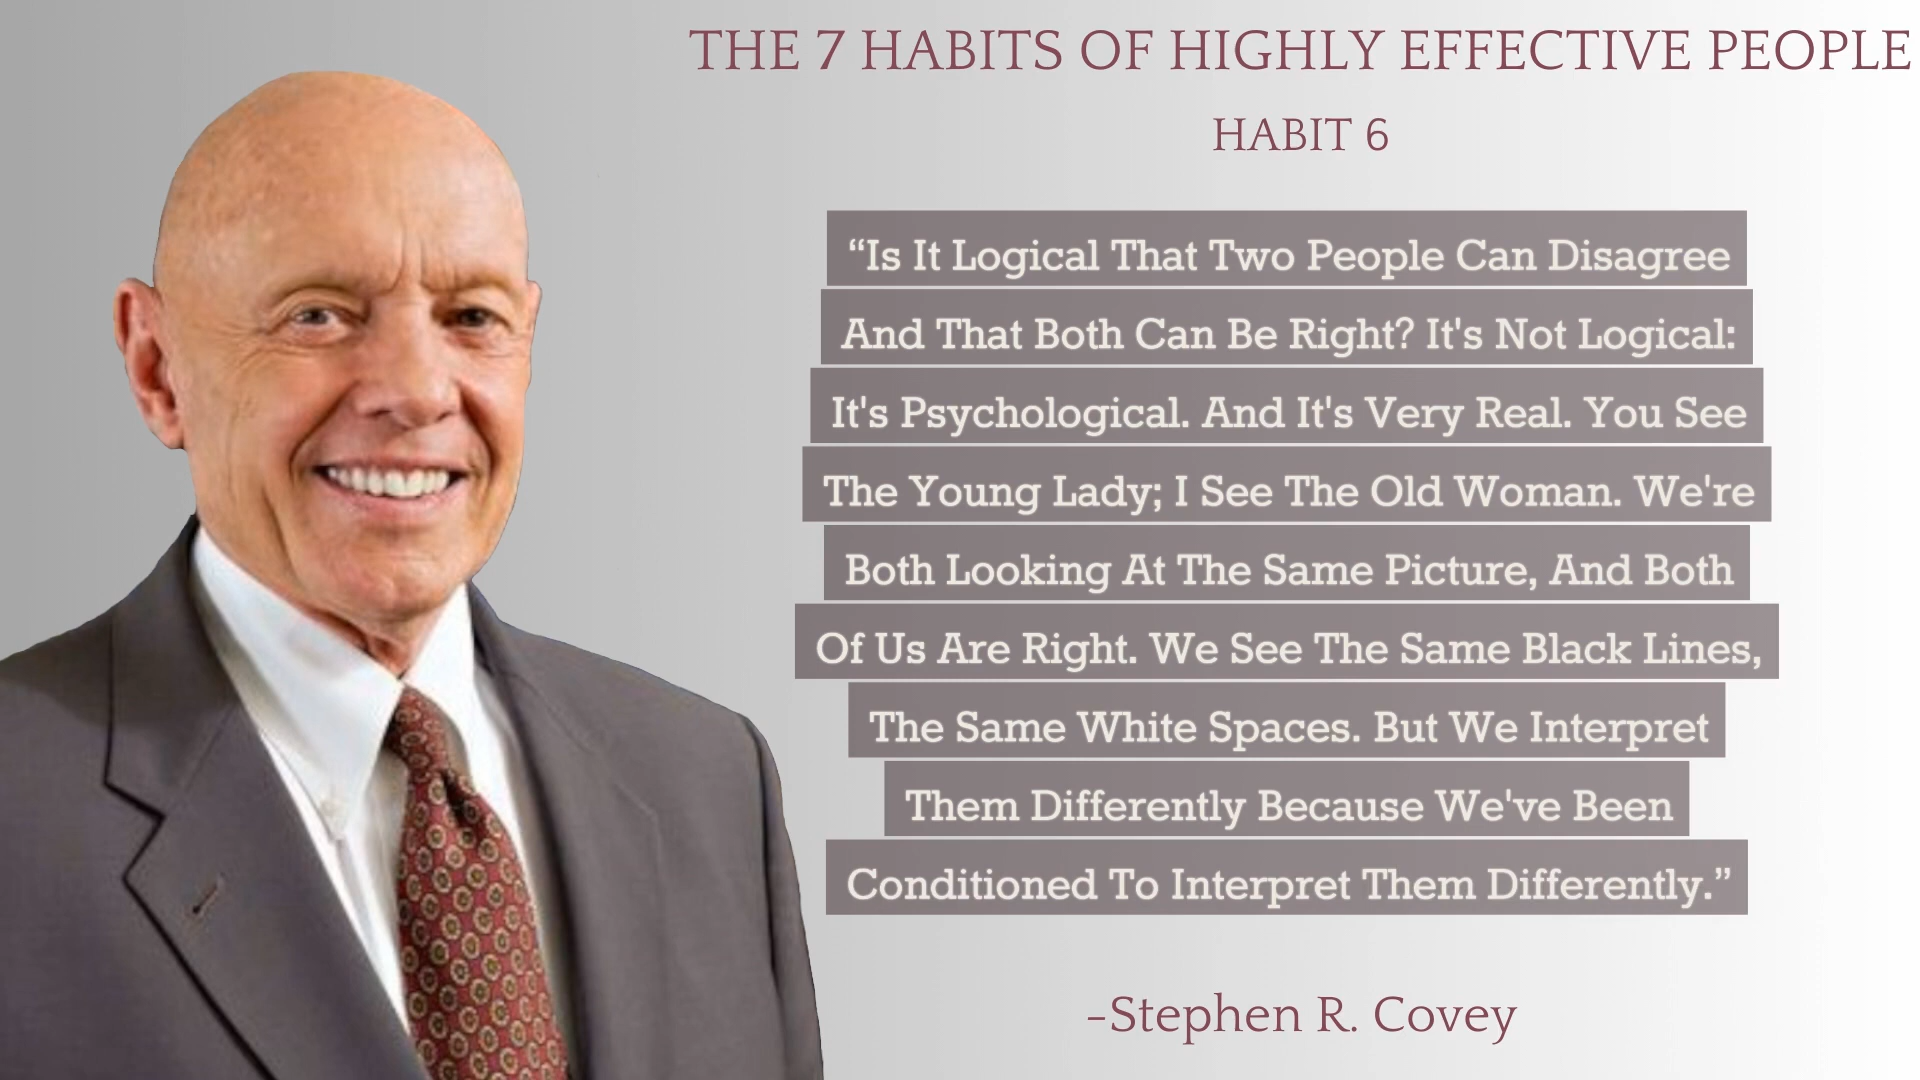 THE 7 HABITS OF HIGHLY EFFECTIVE PEOPLE
HABIT 6
“Is It Logical That Two People Can Disagree
And That Both Can Be Right? It's Not Logical:
It's Psychological. And It's Very Real. You See
The Young Lady; I See The Old Woman. We're
Both Looking At The Same Picture, And Both
Of Us Are Right. We See The Same Black Lines,
The Same White Spaces. But We Interpret
Them Differently Because We've Been
Conditioned To Interpret Them Differently.”
-Stephen R. Covey